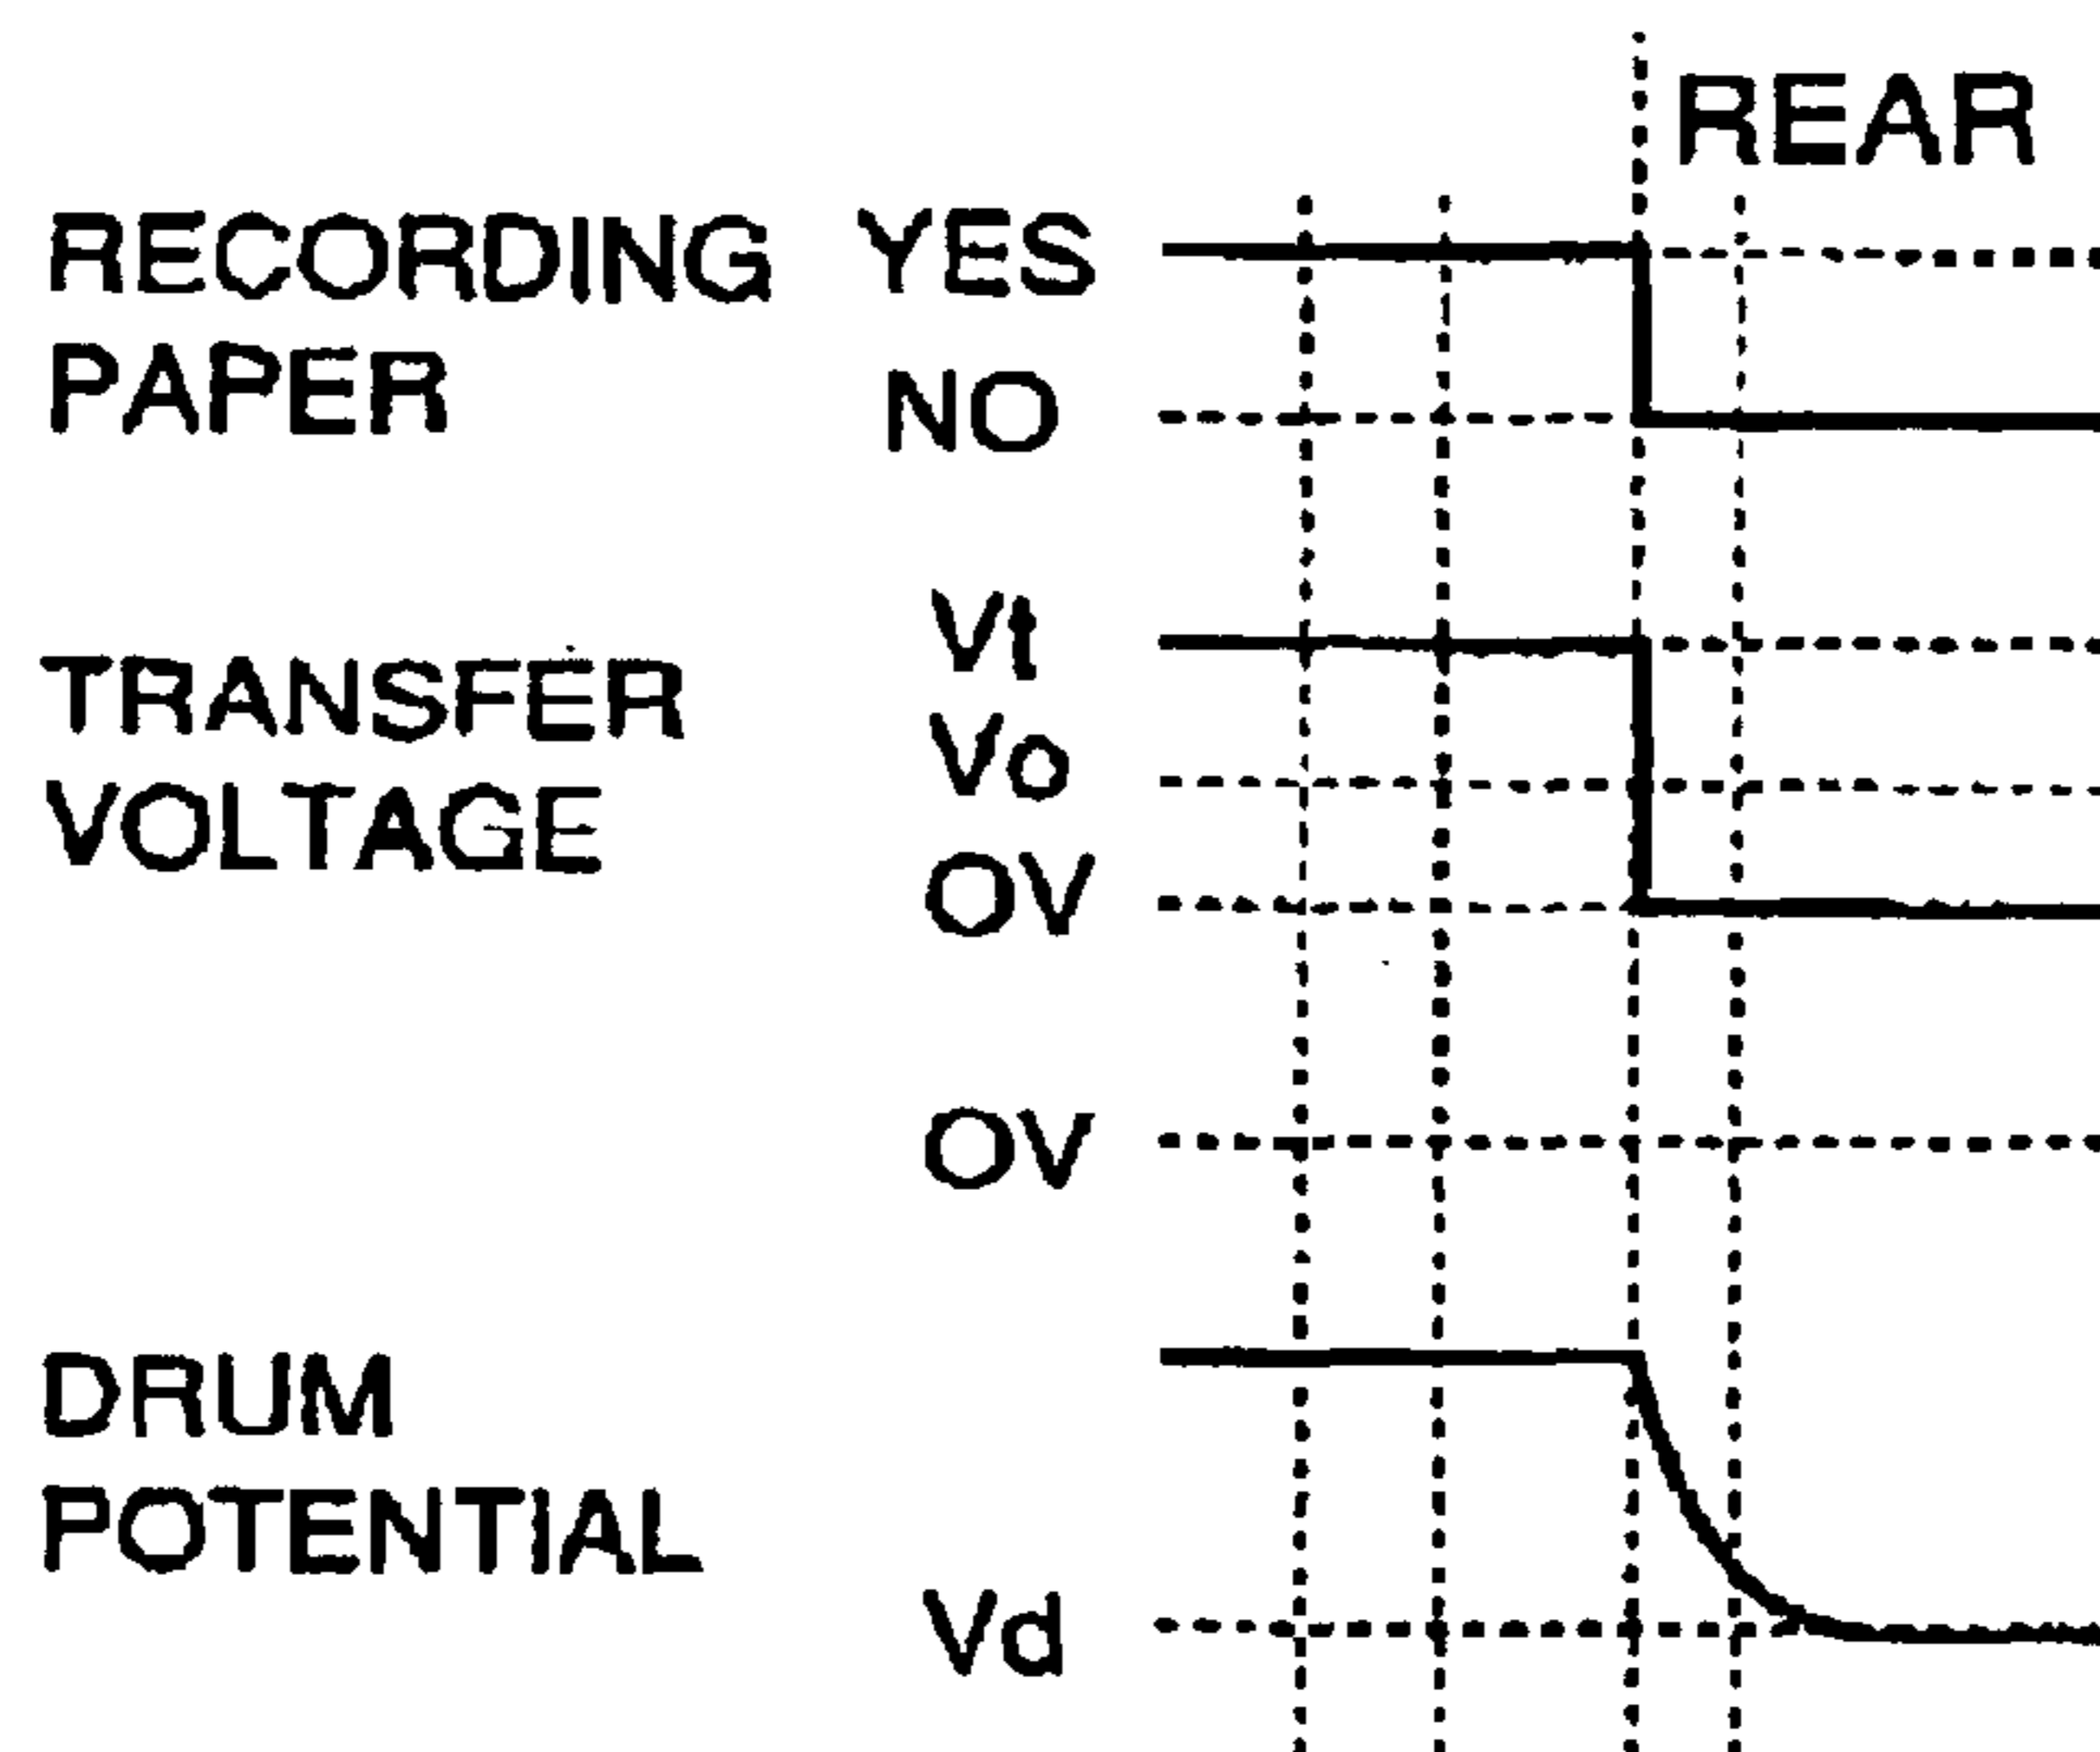 REAR
RECORDING YES
PAPER NO
Vt
TRANSFER Vo
VOLTAGE OV
OV
DRUM
POTENTIAL
Vd